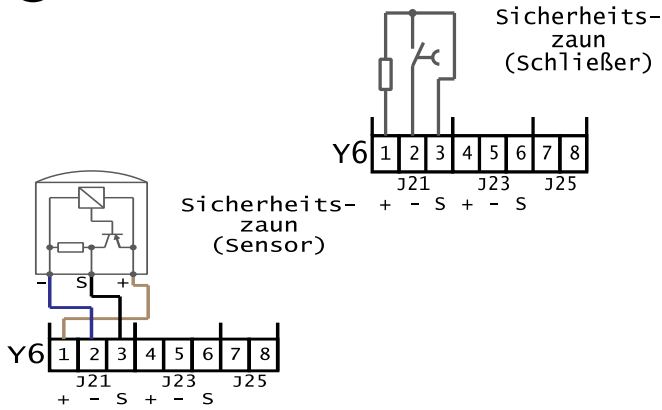 Sicherheits-
zaun
(Schließer)
Y6 1 2 3 4 5 6 7 8
J21 J23 J25
+ - S + - S
Sicherheits-
zaun
(Sensor)
- S +
Y6 1 2 3 4 5 6 7 8
J21 J23 J25
+ - S + - S